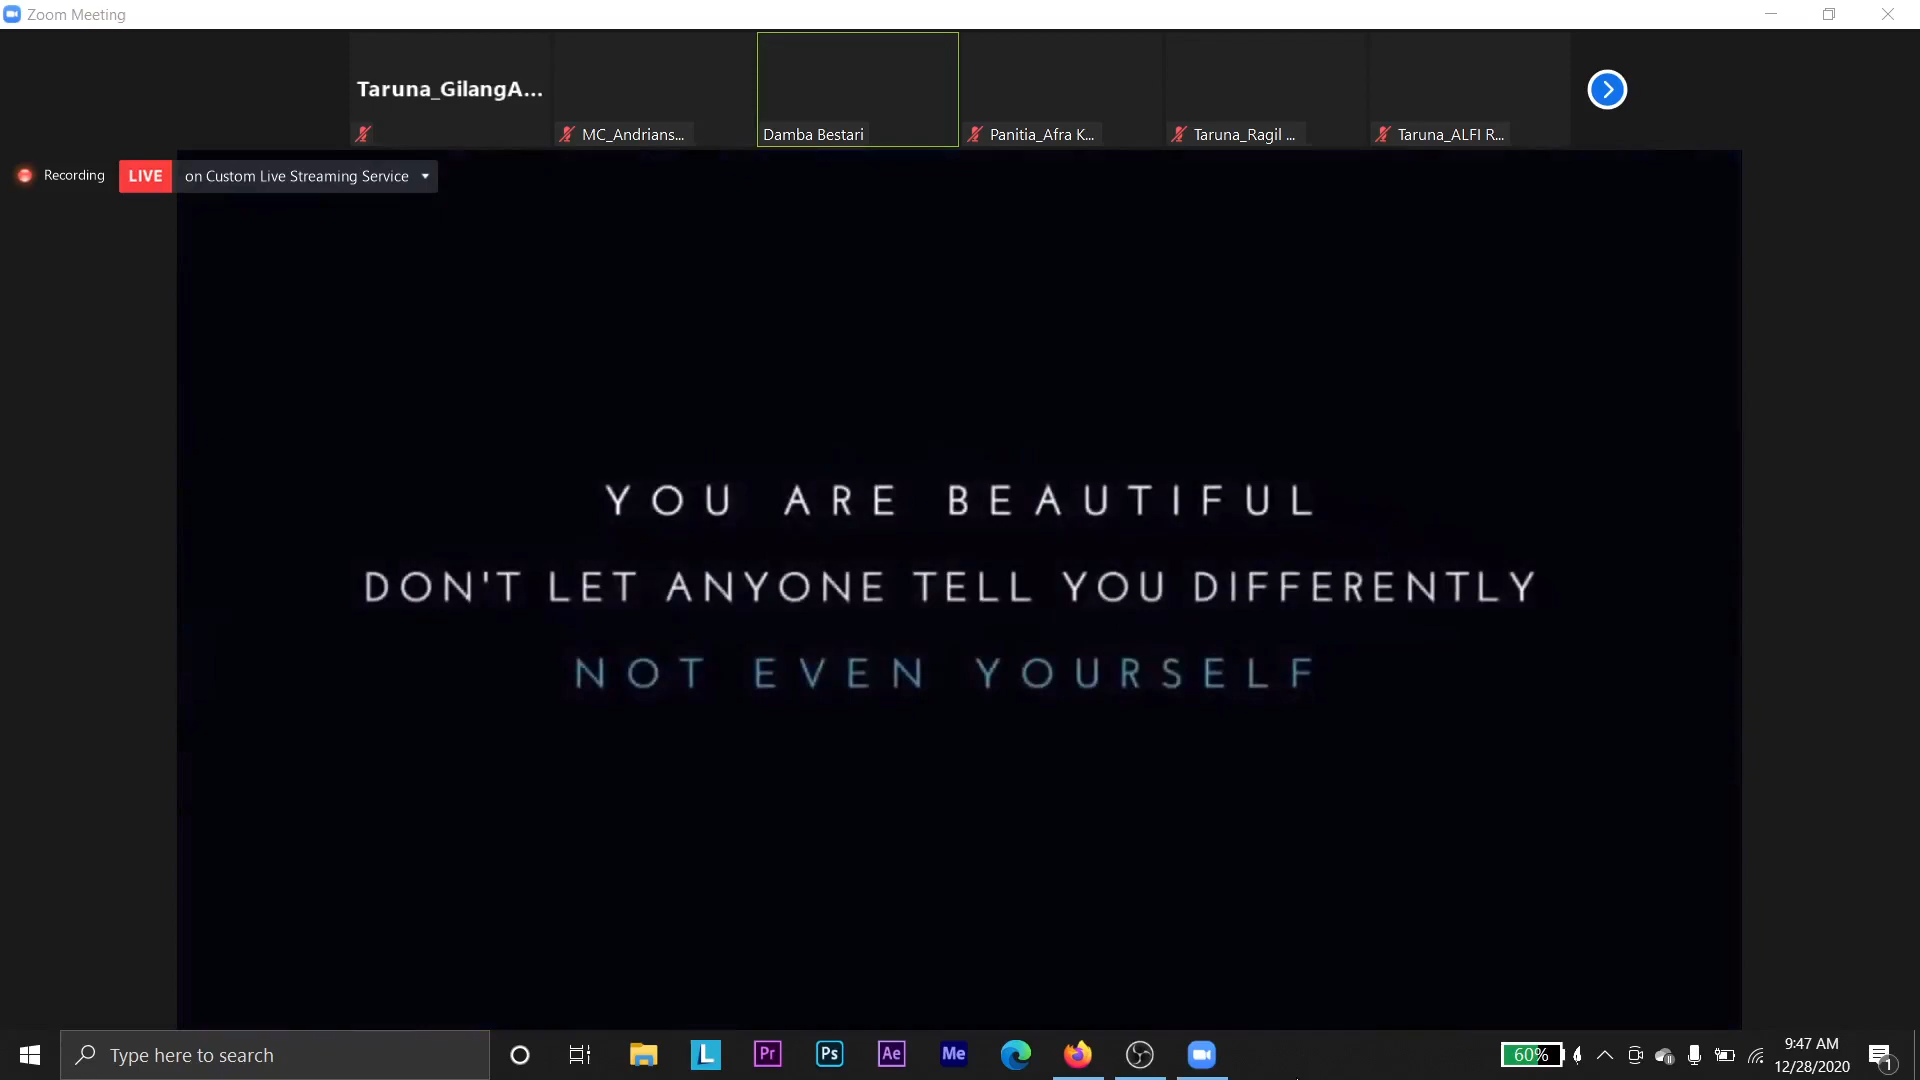 Zoom Meeting
Taruna_GilangA...
MC_Andrians...
Damba Bestari
Panitia_Afra K...
Taruna_Ragil ...
Taruna_ALFI R...
Recording
LIVE
on Custom Live Streaming Service
YOU ARE BEAUTIFUL
DON'T LET ANYONE TELL YOU DIFFERENTLY
NOT EVEN YOURSELF
Type here to search
L
Pr
Ps
Ae
Me
60%
9:47 AM
12/28/2020
1